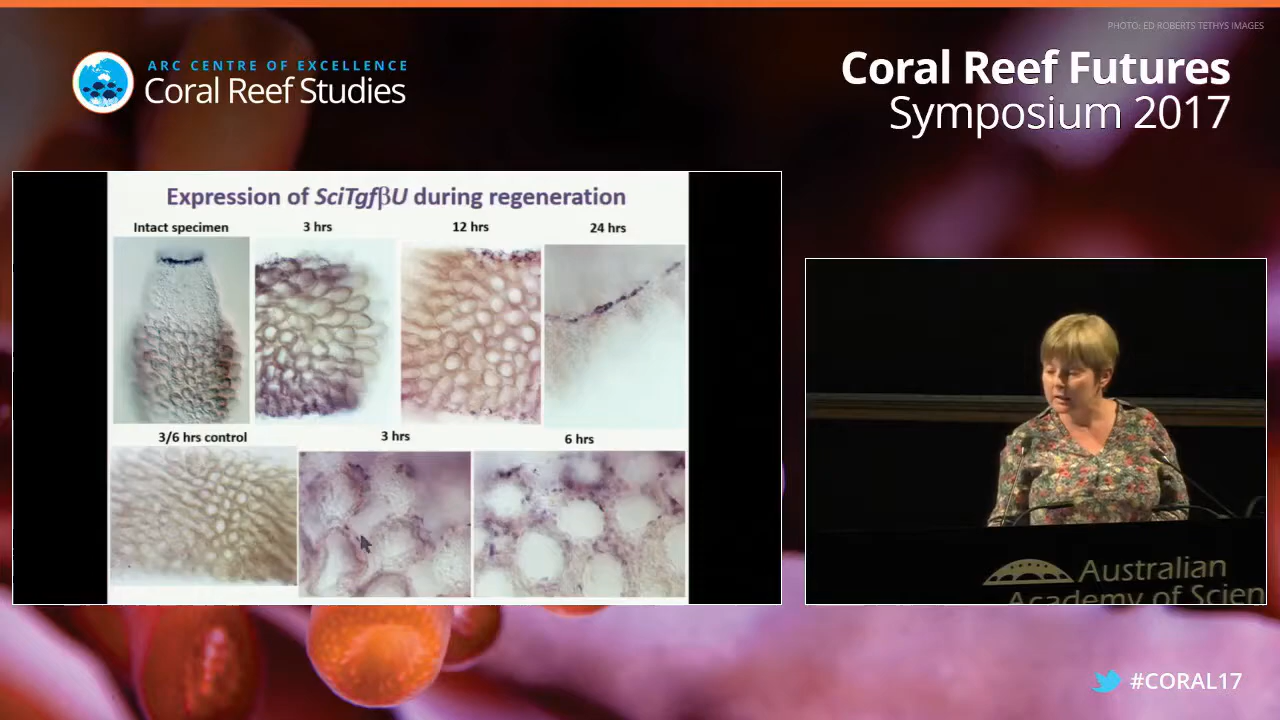 PHOTO: ED ROBERTS TETHYS IMAGES
ARC CENTRE OF EXCELLENCE
Coral Reef Studies
Coral Reef Futures
Symposium 2017
Expression of SciTgfβU during regeneration
Intact specimen
3 hrs
12 hrs
24 hrs
3/6 hrs control
3 hrs
6 hrs
Australian
Academy of Scien
#CORAL17